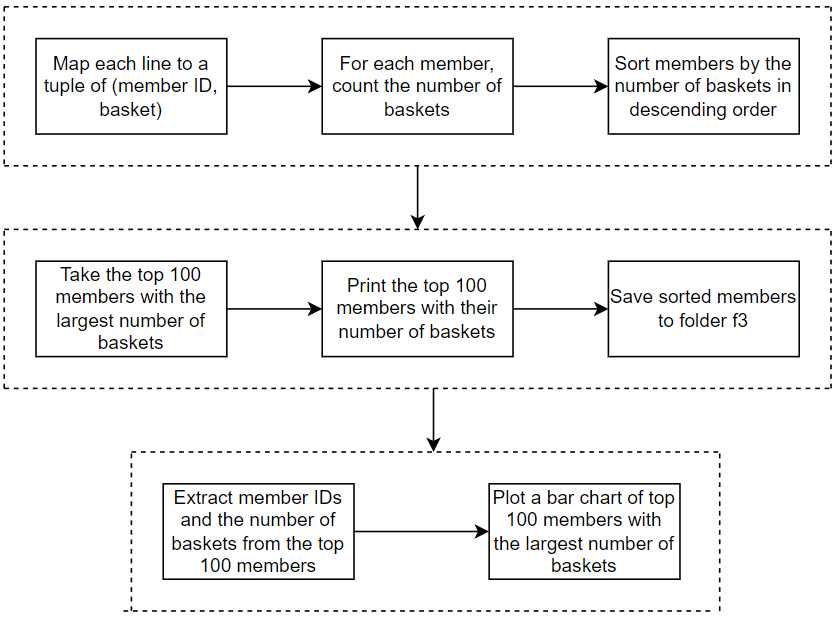 Map each line to a
tuple of (member ID,
basket)
For each member,
count the number of
baskets
Sort members by the
number of baskets in
descending order
Take the top 100
members with the
largest number of
baskets
Print the top 100
members with their
number of baskets
Save sorted members
to folder f3
Extract member IDs
and the number of
baskets from the top
100 members
Plot a bar chart of top
100 members with
the largest number of
baskets